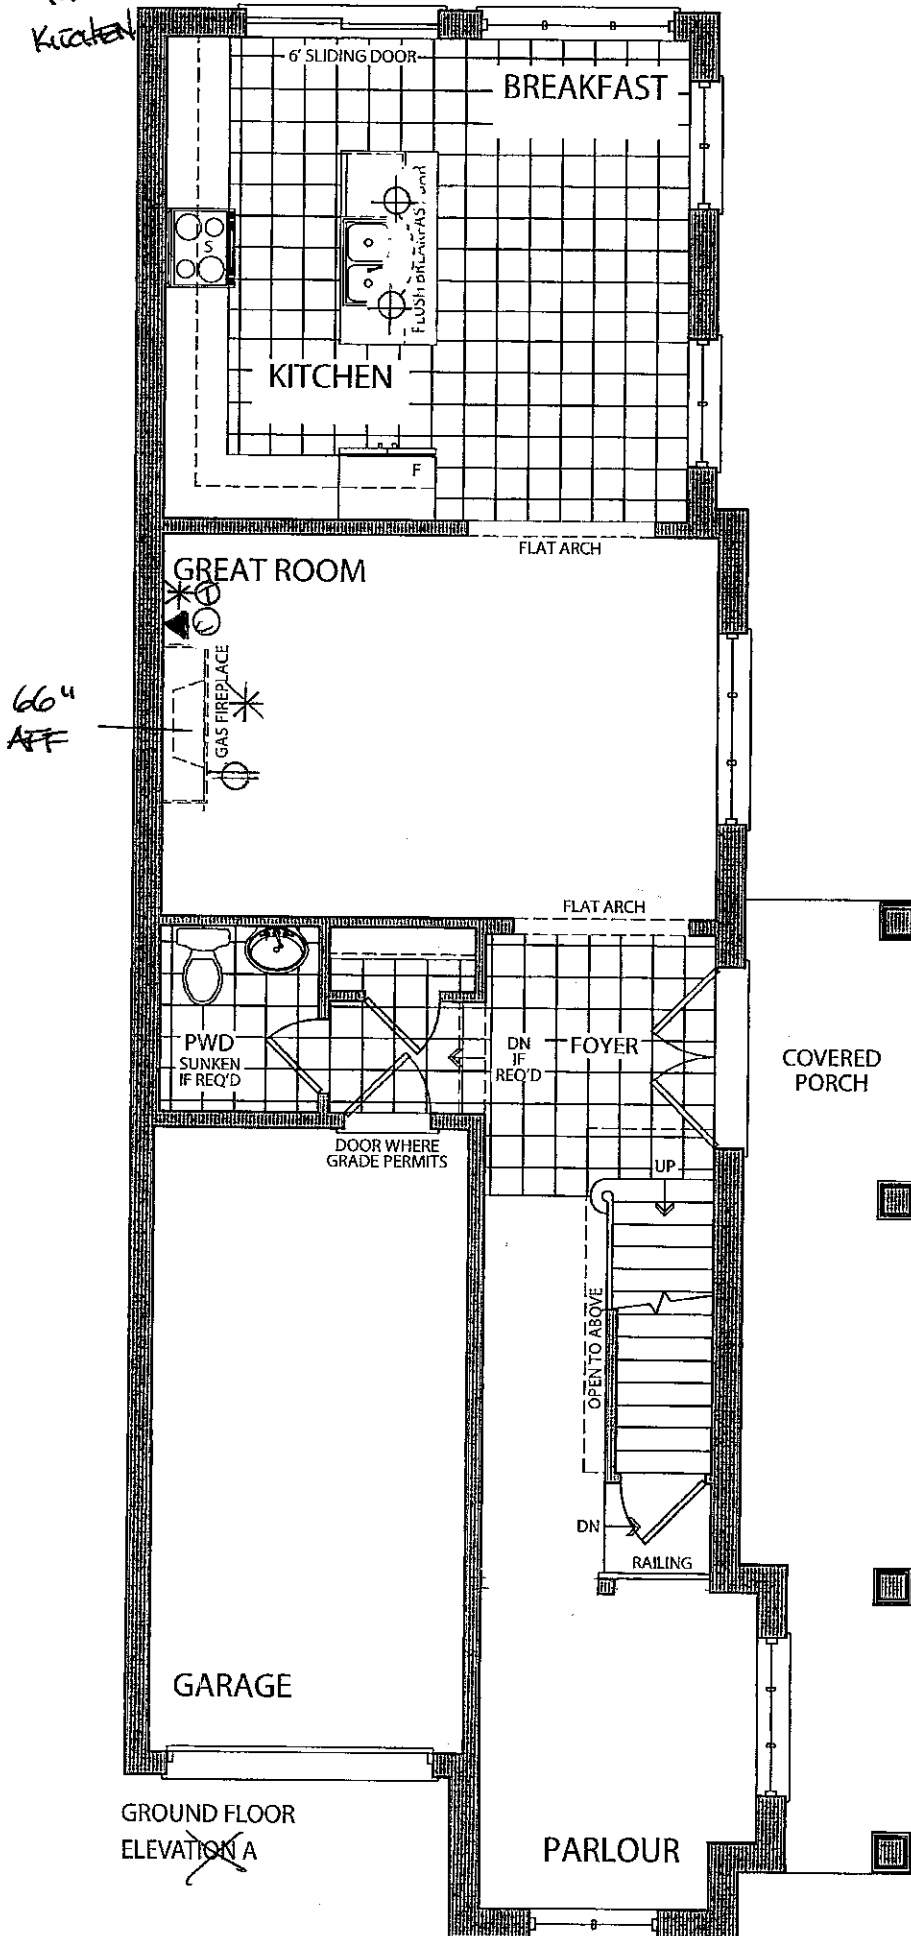 KITCHEN
6' SLIDING DOOR
BREAKFAST
S
FLUSH BREAKFAST BAR
KITCHEN
F
FLAT ARCH
GREAT ROOM
66"
AFF
GAS FIREPLACE
FLAT ARCH
PWD
SUNKEN
IF REQ'D
DN
IF
REQ'D
FOYER
COVERED
PORCH
DOOR WHERE
GRADE PERMITS
UP
OPEN TO ABOVE
DN
RAILING
GARAGE
GROUND FLOOR
ELEVATION A
PARLOUR